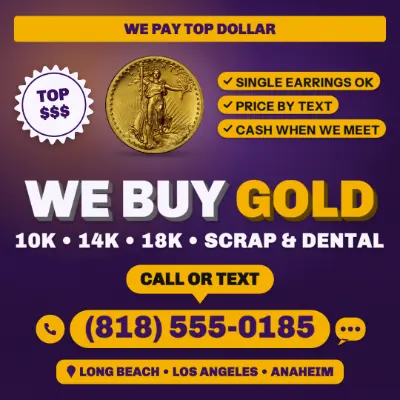 WE PAY TOP DOLLAR
TOP
$$$
SINGLE EARRINGS OK
PRICE BY TEXT
CASH WHEN WE MEET
WE BUY GOLD
10K • 14K • 18K • SCRAP & DENTAL
CALL OR TEXT
(818) 555-0185
LONG BEACH • LOS ANGELES • ANAHEIM